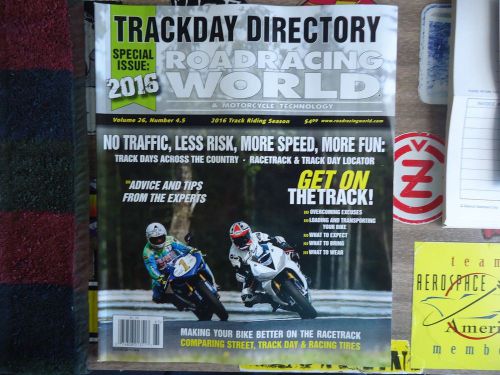 TRACKDAY DIRECTORY
SPECIAL
ISSUE:
2016
ROADRACING
WORLD
& MOTORCYCLE TECHNOLOGY
Volume 26, Number 4.5
2016 Track Riding Season
$4.99 www.roadracingworld.com
NO TRAFFIC, LESS RISK, MORE SPEED, MORE FUN:
TRACK DAYS ACROSS THE COUNTRY · RACETRACK & TRACK DAY LOCATOR
ADVICE AND TIPS
FROM THE EXPERTS
GET ON
THETRACK!
OVERCOMING EXCUSES
LOADING AND TRANSPORTING
YOUR BIKE
WHAT TO EXPECT
WHAT TO BRING
WHAT TO WEAR
MAKING YOUR BIKE BETTER ON THE RACETRACK
COMPARING STREET, TRACK DAY & RACING TIRES
CZ
team
AEROSPACE
Ameri
membe